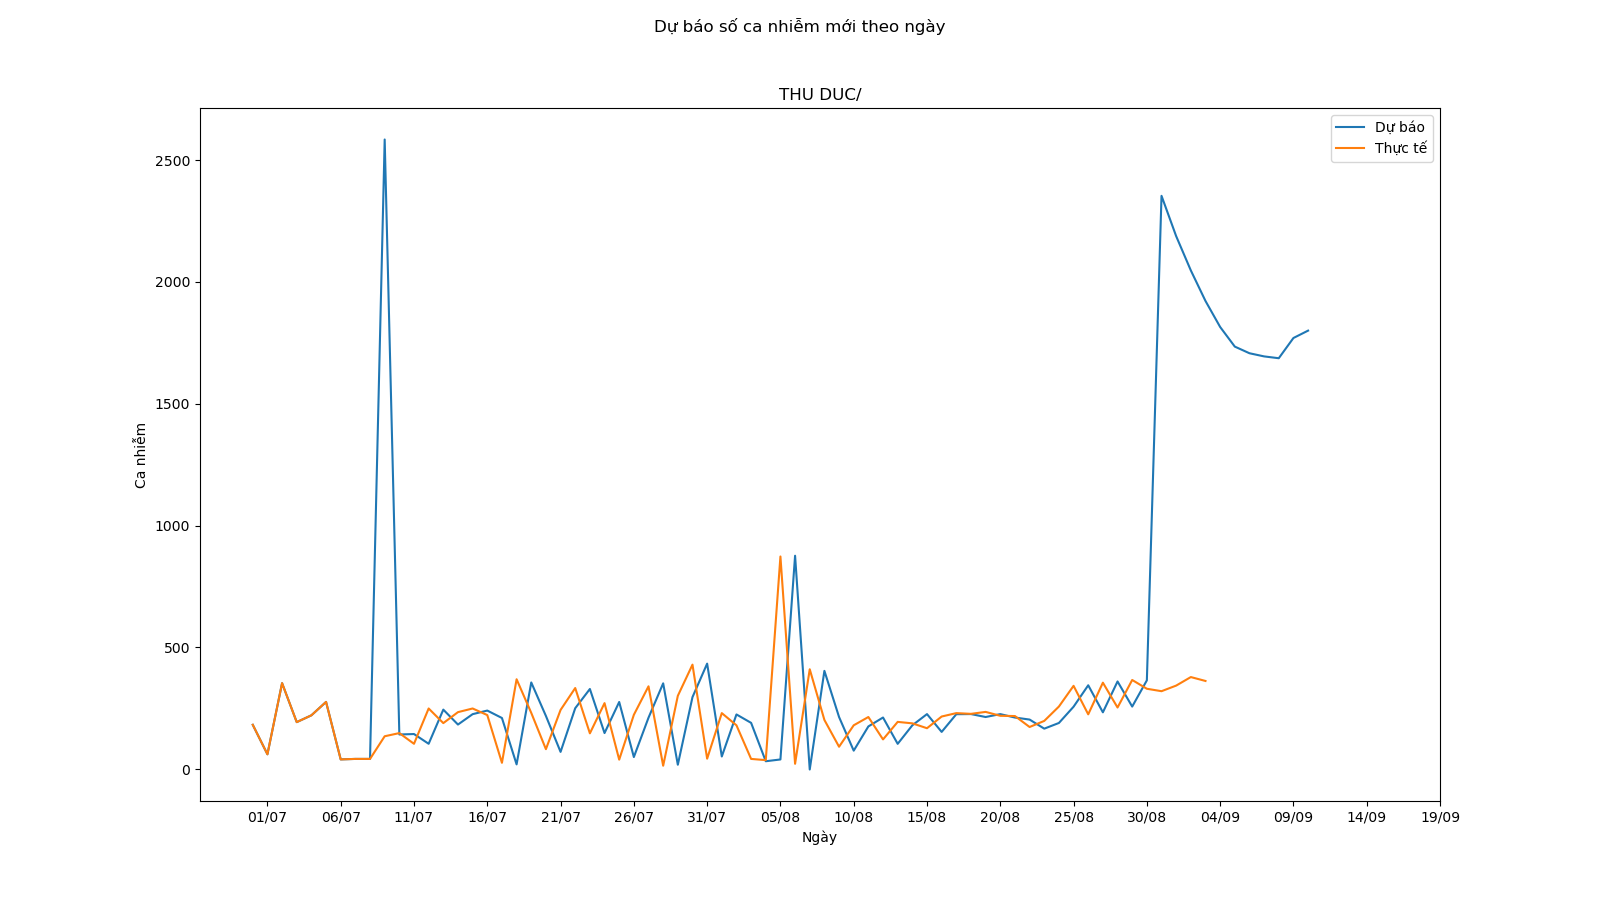 Dự báo số ca nhiễm mới theo ngày
THU DUC/
Dự báo
Thực tế
2500
2000
1500
1000
500
0
Ca nhiễm
01/07 06/07 11/07 16/07 21/07 26/07 31/07 05/08 10/08 15/08 20/08 25/08 30/08 04/09 09/09 14/09 19/09
Ngày